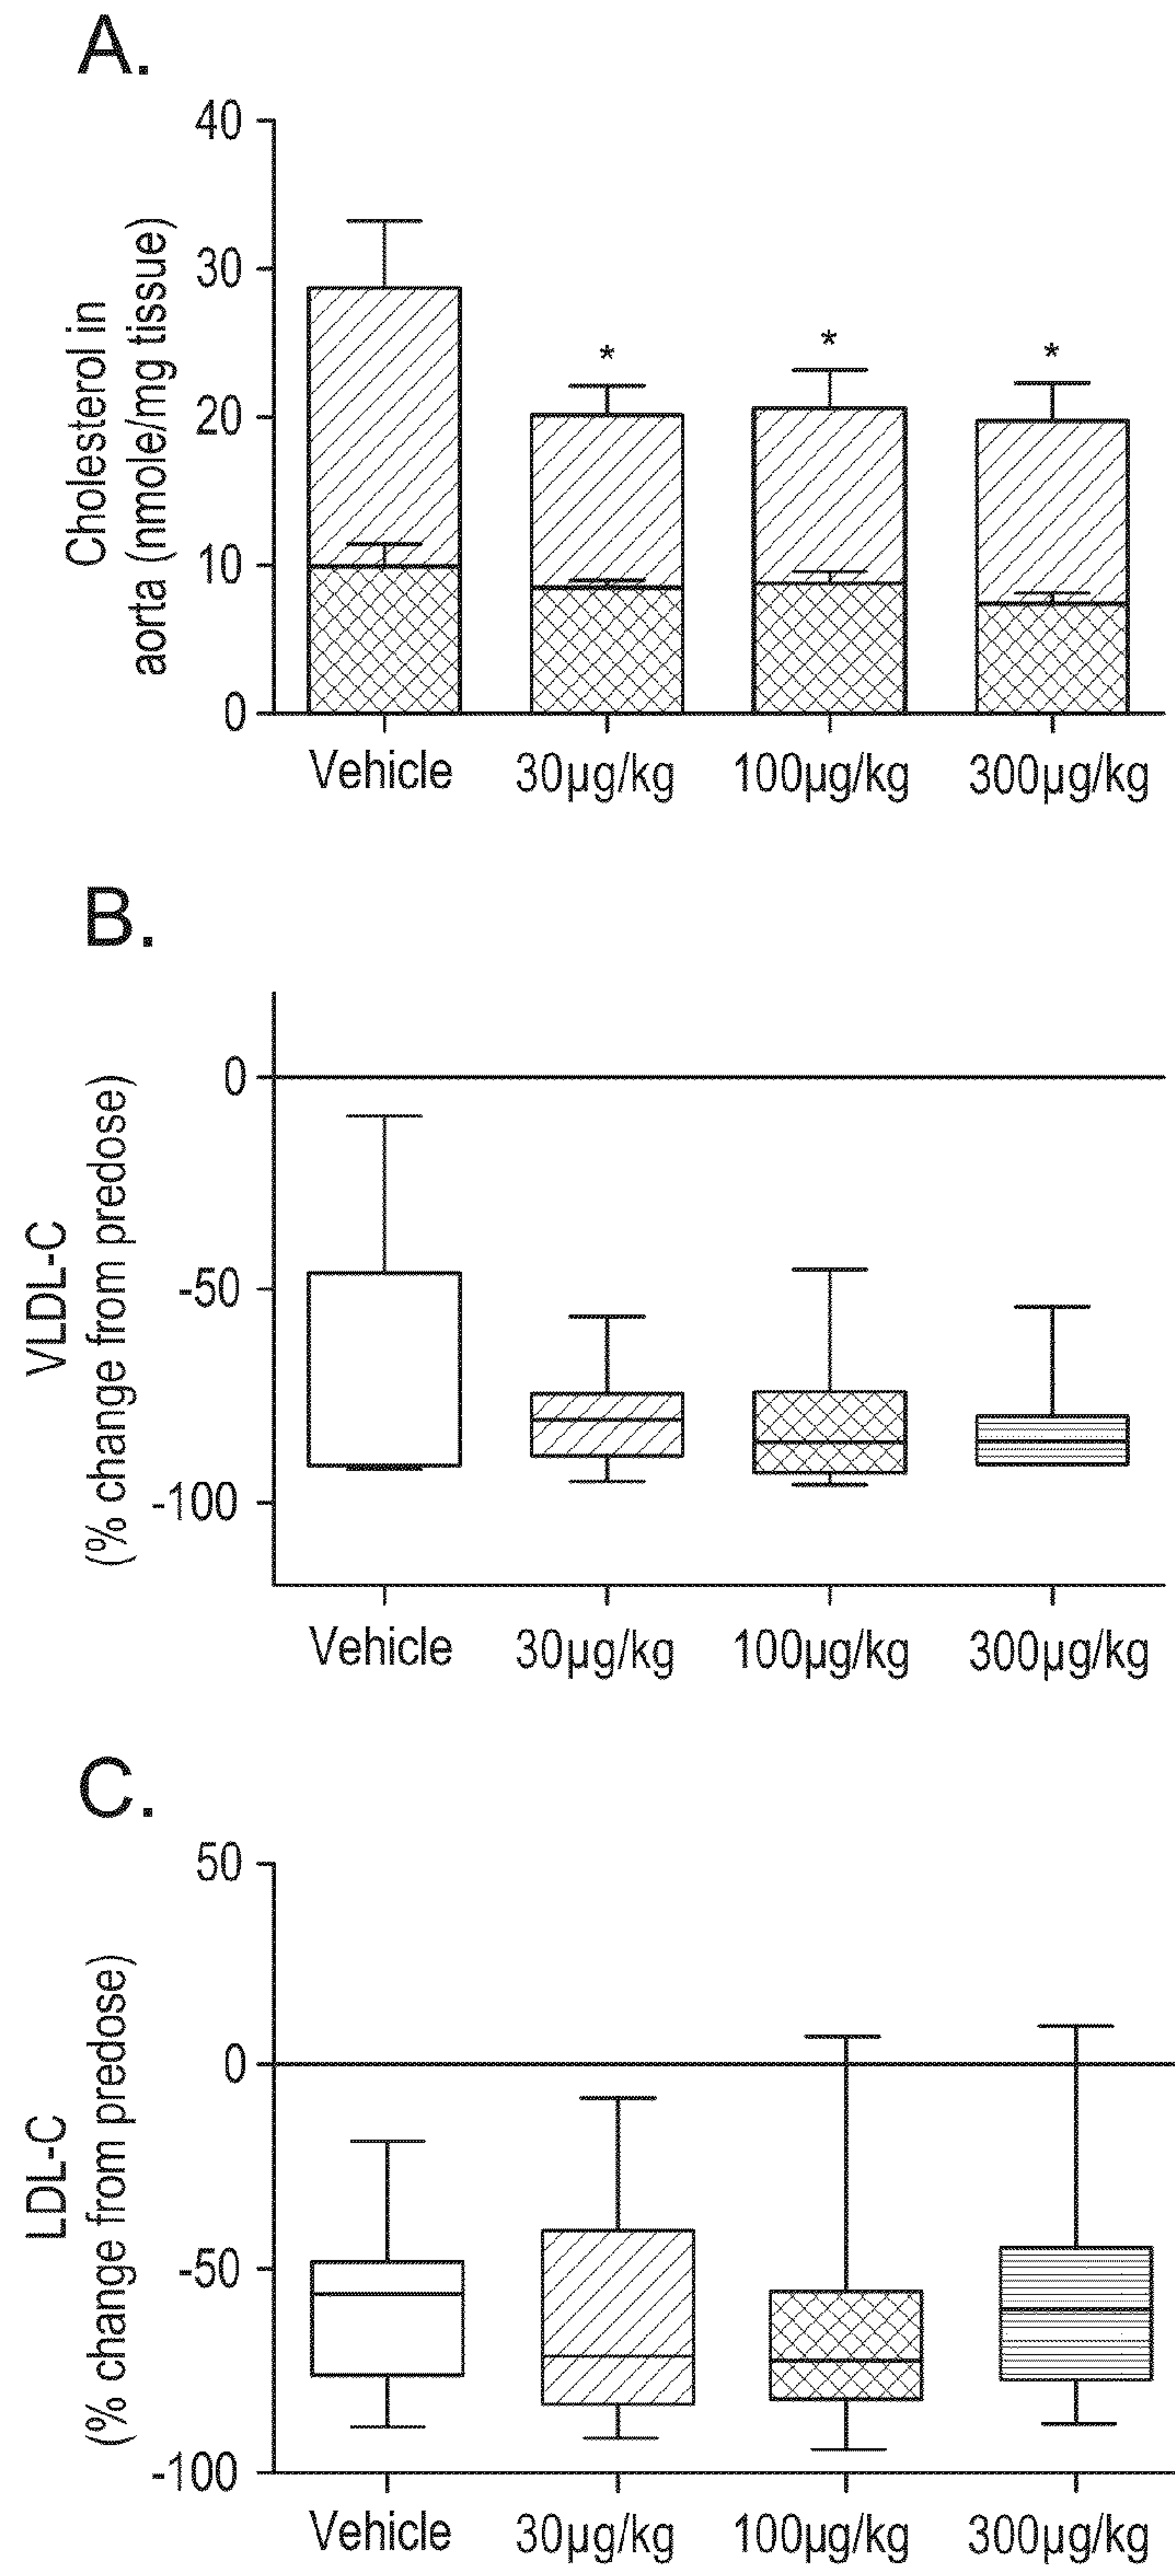 A.
40
30
20
10
0
Cholesterol in
aorta (nmole/mg tissue)
*
*
*
Vehicle 30µg/kg 100µg/kg 300µg/kg
B.
0
-50
-100
VLDL-C
(% change from predose)
Vehicle 30µg/kg 100µg/kg 300µg/kg
C.
50
0
-50
-100
LDL-C
(% change from predose)
Vehicle 30µg/kg 100µg/kg 300µg/kg